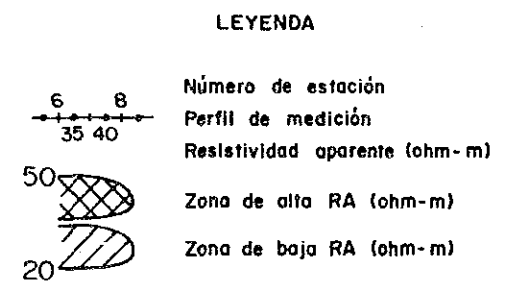 LEYENDA
6 8 Número de estación
Perfil de medición
35 40
Resistividad aparente (ohm-m)
50 Zona de alta RA (ohm-m)
Zona de baja RA (ohm-m)
20